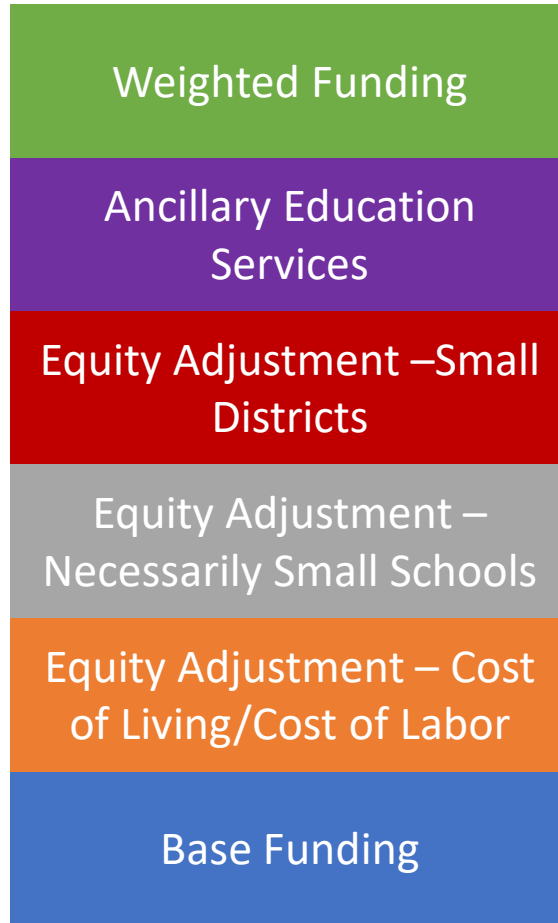 Weighted Funding
Ancillary Education
Services
Equity Adjustment –Small
Districts
Equity Adjustment –
Necessarily Small Schools
Equity Adjustment – Cost
of Living/Cost of Labor
Base Funding